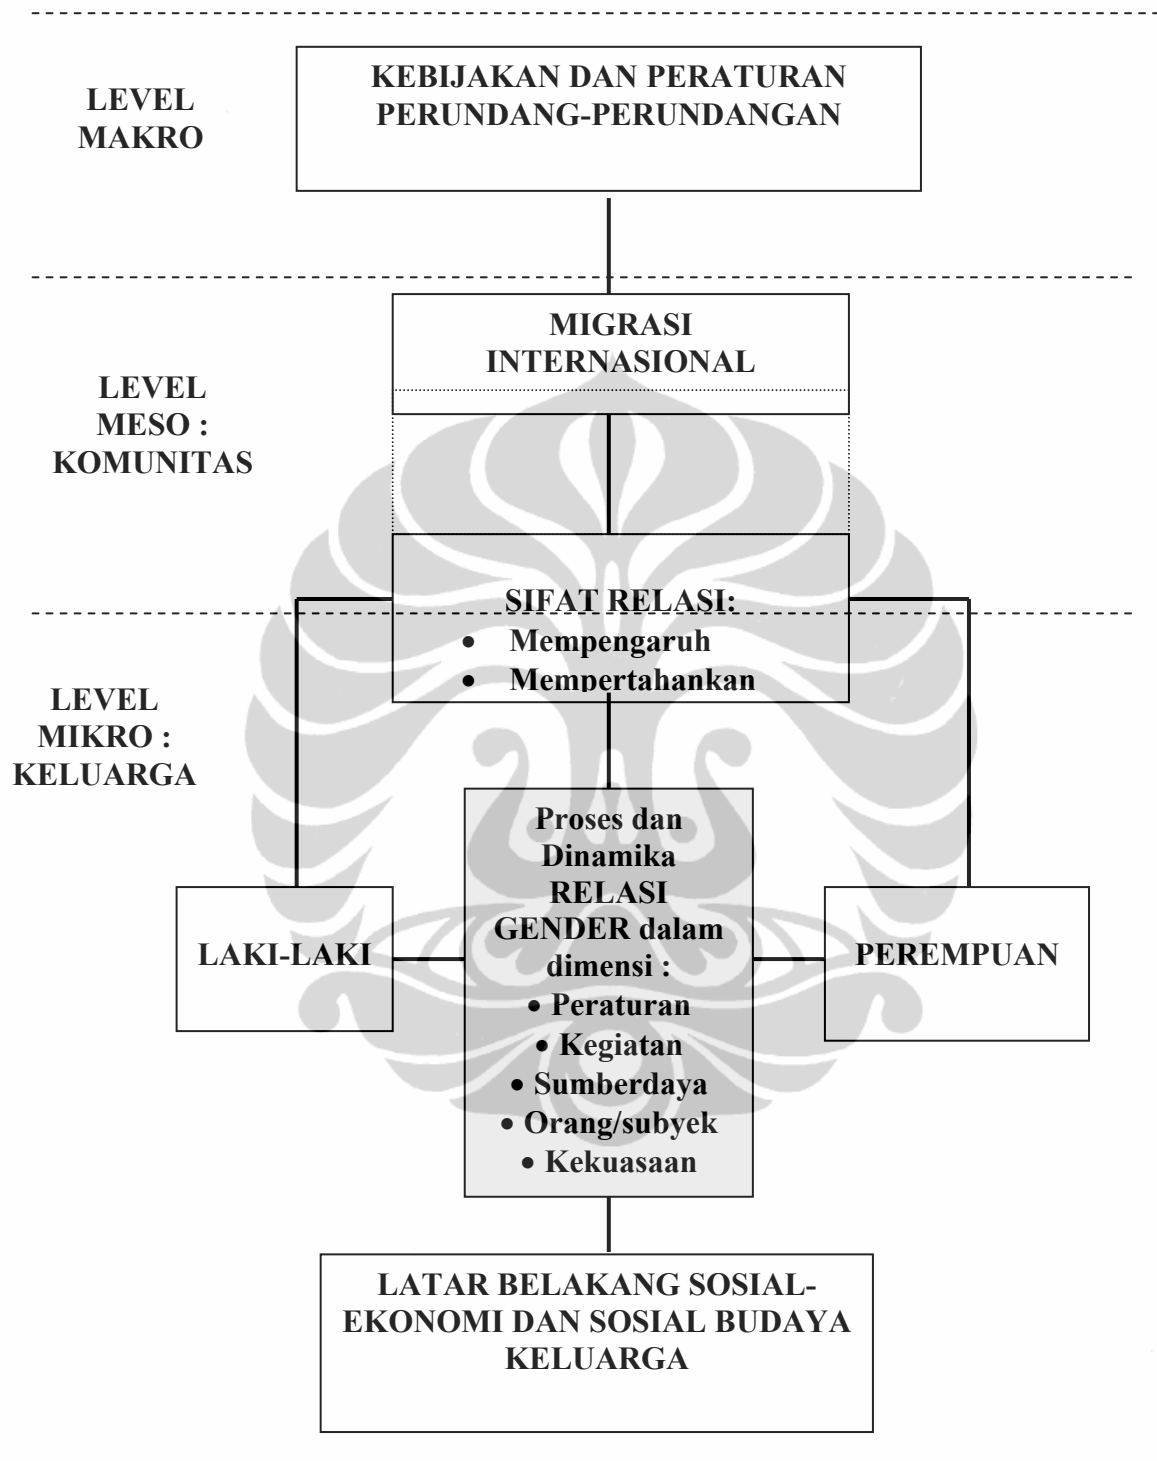 LEVEL
MAKRO
KEBIJAKAN DAN PERATURAN
PERUNDANG-PERUNDANGAN
LEVEL
MESO :
KOMUNITAS
MIGRASI
INTERNASIONAL
SIFAT RELASI:
• Mempengaruh
• Mempertahankan
LEVEL
MIKRO :
KELUARGA
LAKI-LAKI
Proses dan
Dinamika
RELASI
GENDER dalam
dimensi :
• Peraturan
• Kegiatan
• Sumberdaya
• Orang/subyek
• Kekuasaan
PEREMPUAN
LATAR BELAKANG SOSIAL-
EKONOMI DAN SOSIAL BUDAYA
KELUARGA